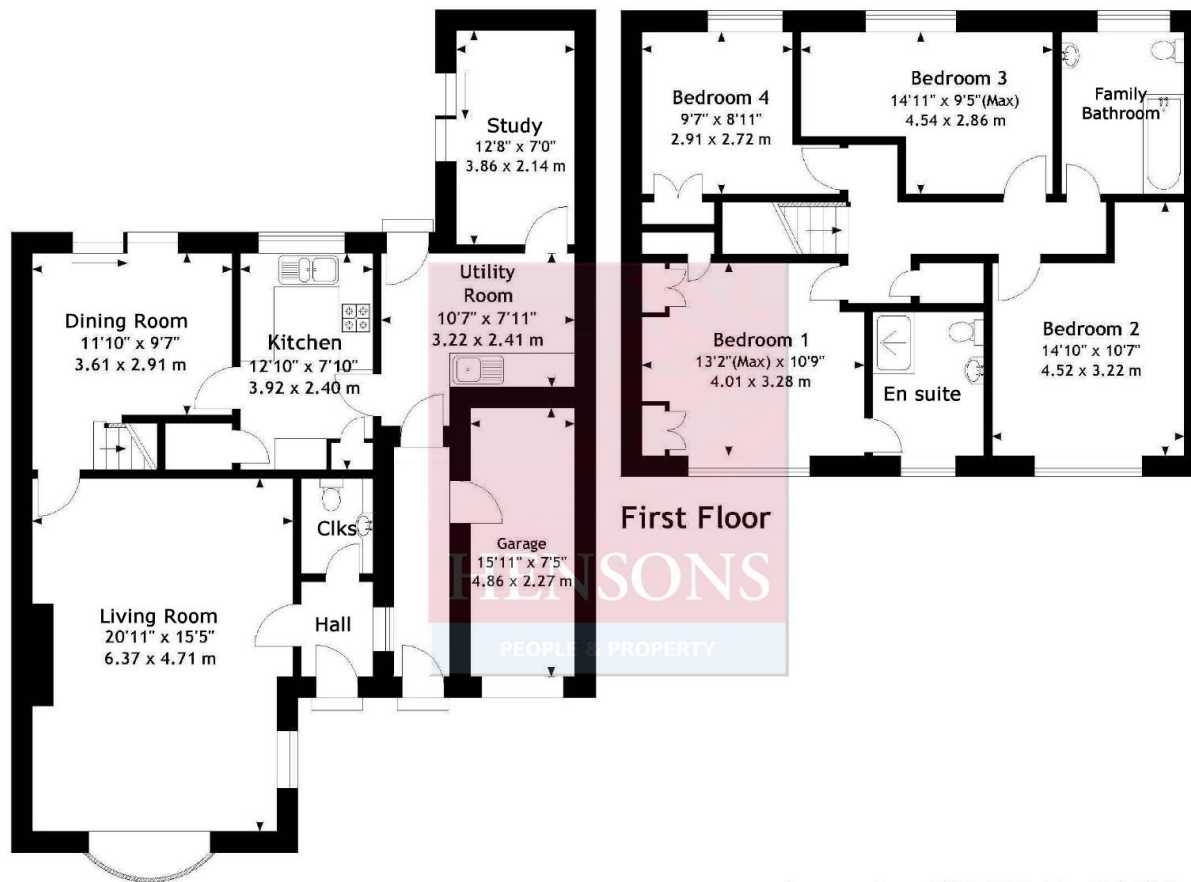 Study
12'8" x 7'0"
3.86 x 2.14 m
Utility
Room
10'7" x 7'11"
3.22 x 2.41 m
Dining Room
11'10" x 9'7"
3.61 x 2.91 m
Kitchen
12'10" x 7'10"
3.92 x 2.40 m
Clks
Hall
Garage
15'11" x 7'5"
4.86 x 2.27 m
Living Room
20'11" x 15'5"
6.37 x 4.71 m
Bedroom 4
9'7" x 8'11"
2.91 x 2.72 m
Bedroom 3
14'11" x 9'5"(Max)
4.54 x 2.86 m
Family
Bathroom
Bedroom 1
13'2"(Max) x 10'9"
4.01 x 3.28 m
En suite
Bedroom 2
14'10" x 10'7"
4.52 x 3.22 m
First Floor
HENSONS
PEOPLE & PROPERTY